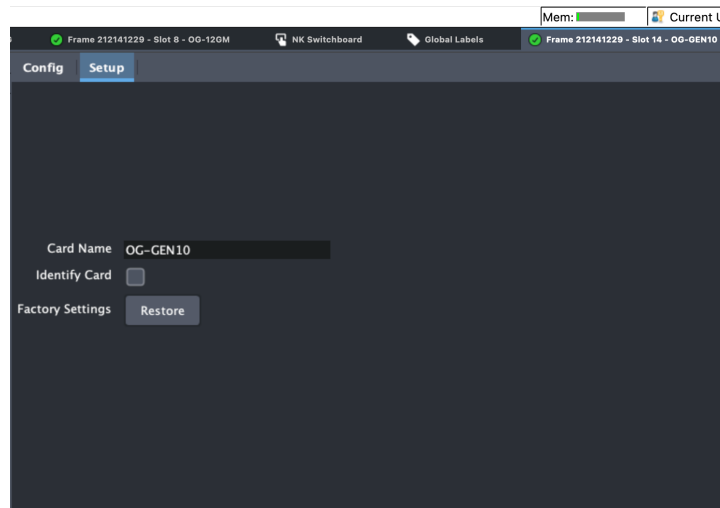 Mem:
Current U
Frame 212141229 - Slot 8 - OG-12GM NK Switchboard Global Labels Frame 212141229 - Slot 14 - OG-GEN10
Config Setup
Card Name OG-GEN10
Identify Card
Factory Settings Restore